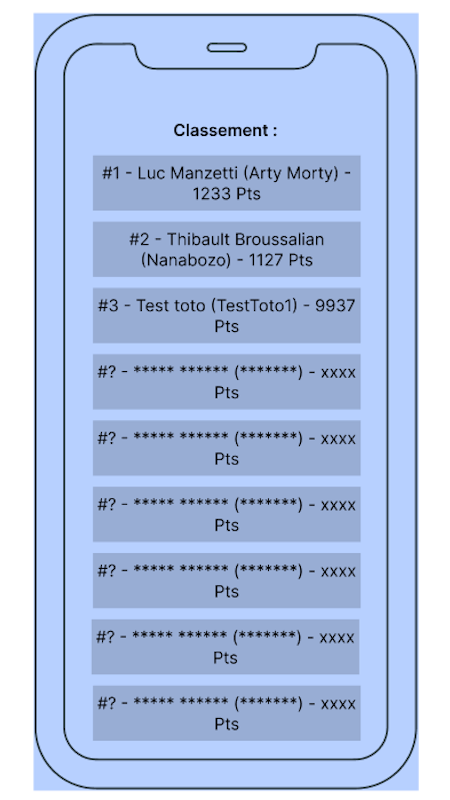 Classement :
#1 - Luc Manzetti (Arty Morty) -
1233 Pts
#2 - Thibault Broussalian
(Nanabozo) - 1127 Pts
#3 - Test toto (TestToto1) - 9937
Pts
#? - ***** ****** (*******) - xxxx
Pts
#? - ***** ****** (*******) - xxxx
Pts
#? - ***** ****** (*******) - xxxx
Pts
#? - ***** ****** (*******) - xxxx
Pts
#? - ***** ****** (*******) - xxxx
Pts
#? - ***** ****** (*******) - xxxx
Pts